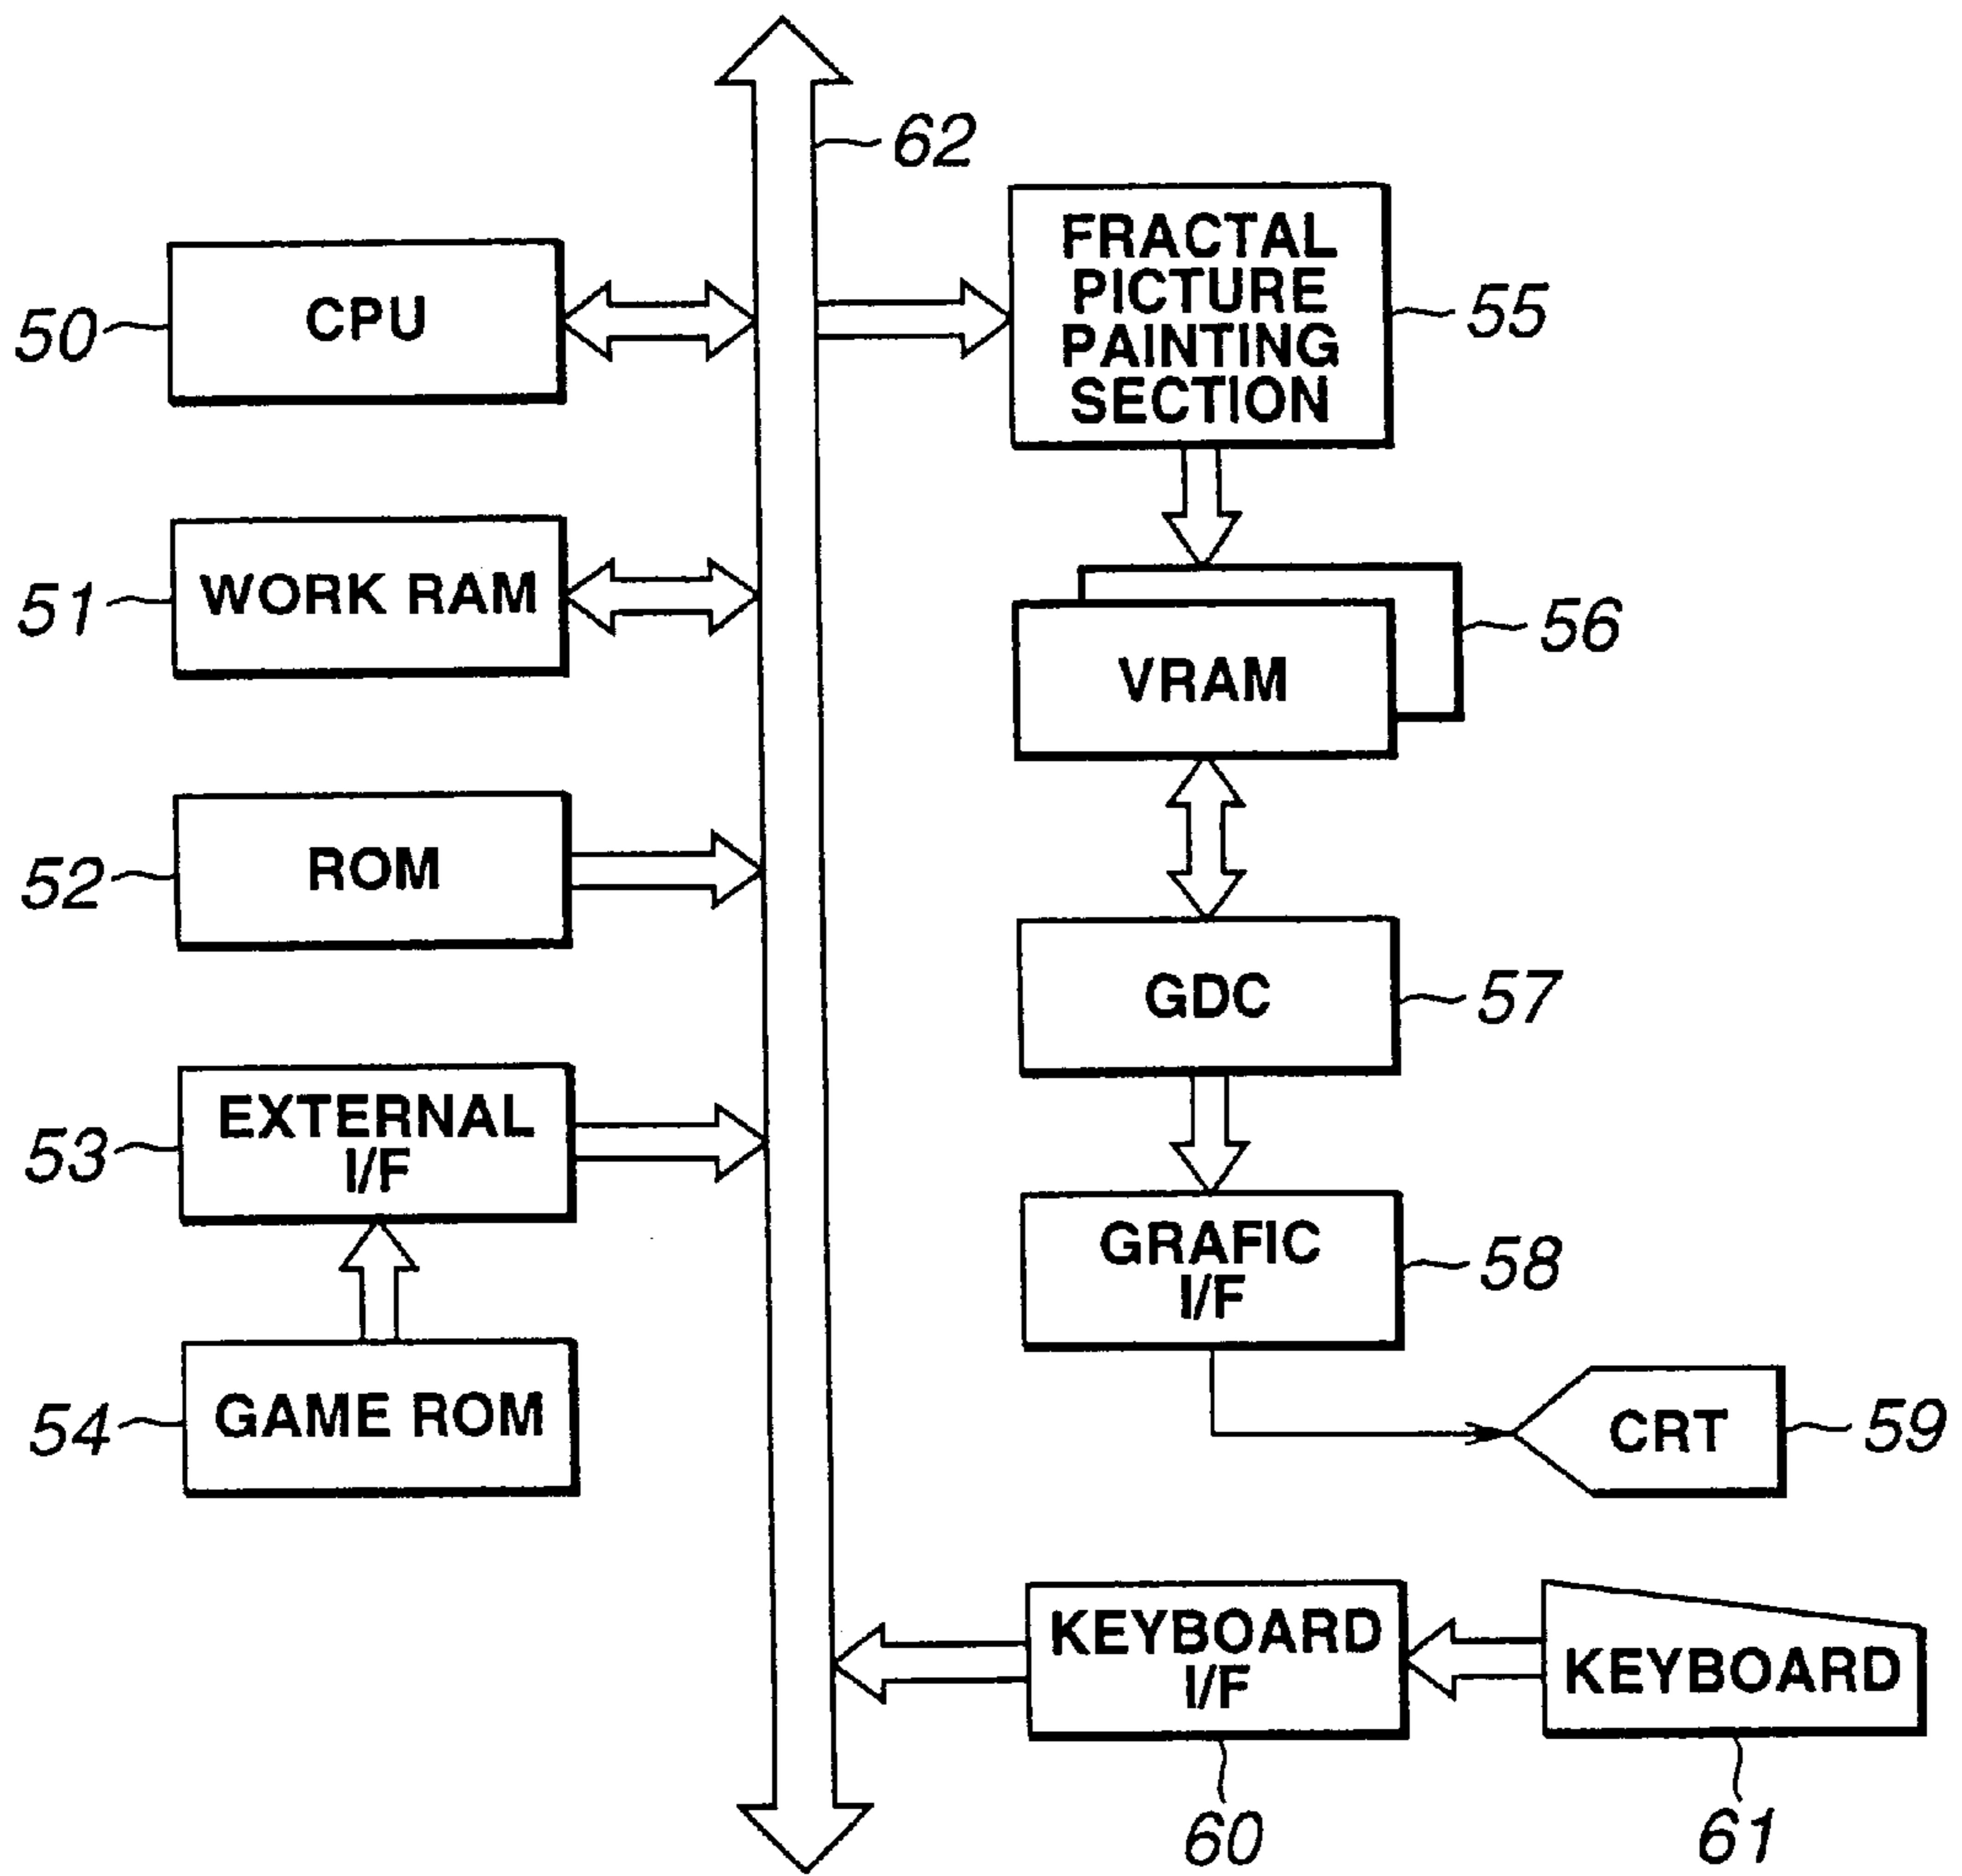 62
CPU
50
FRACTAL
PICTURE
PAINTING
SECTION
55
WORK RAM
51
VRAM
56
ROM
52
GDC
57
EXTERNAL
I/F
53
GRAFIC
I/F
58
GAME ROM
54
CRT
59
KEYBOARD
I/F
60
KEYBOARD
61